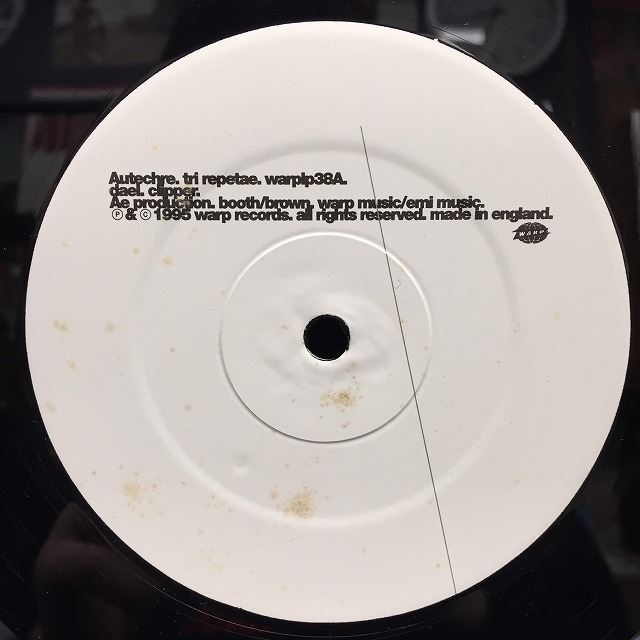 Autechre. tri repetae. warplp38A.
dael. clipper.
Ae production. booth/brown. warp music/emi music.
℗ & © 1995 warp records. all rights reserved. made in england.
WARP